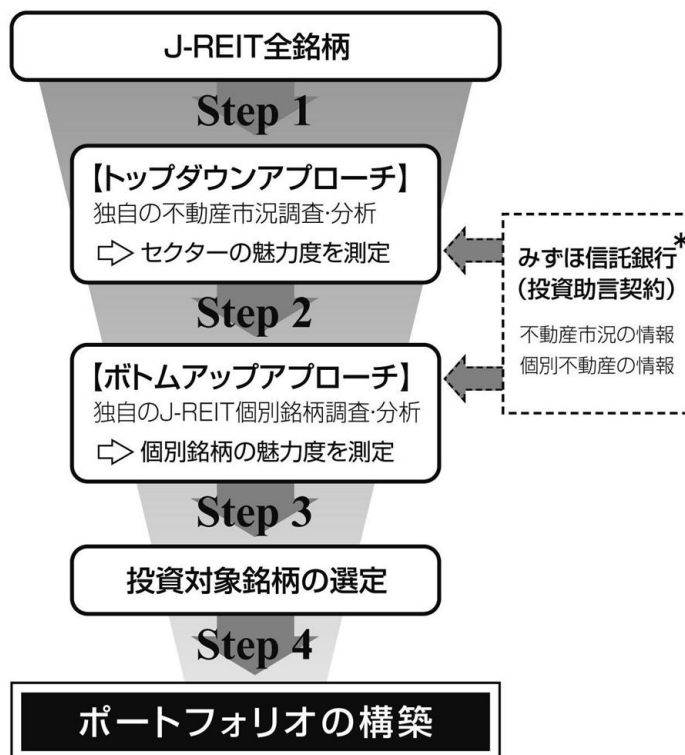 J-REIT全銘柄
Step 1
【トップダウンアプローチ】
独自の不動産市況調査・分析
⇨ セクターの魅力度を測定
みずほ信託銀行*
（投資助言契約）
不動産市況の情報
個別不動産の情報
Step 2
【ボトムアップアプローチ】
独自のJ-REIT個別銘柄調査・分析
⇨ 個別銘柄の魅力度を測定
Step 3
投資対象銘柄の選定
Step 4
ポートフォリオの構築